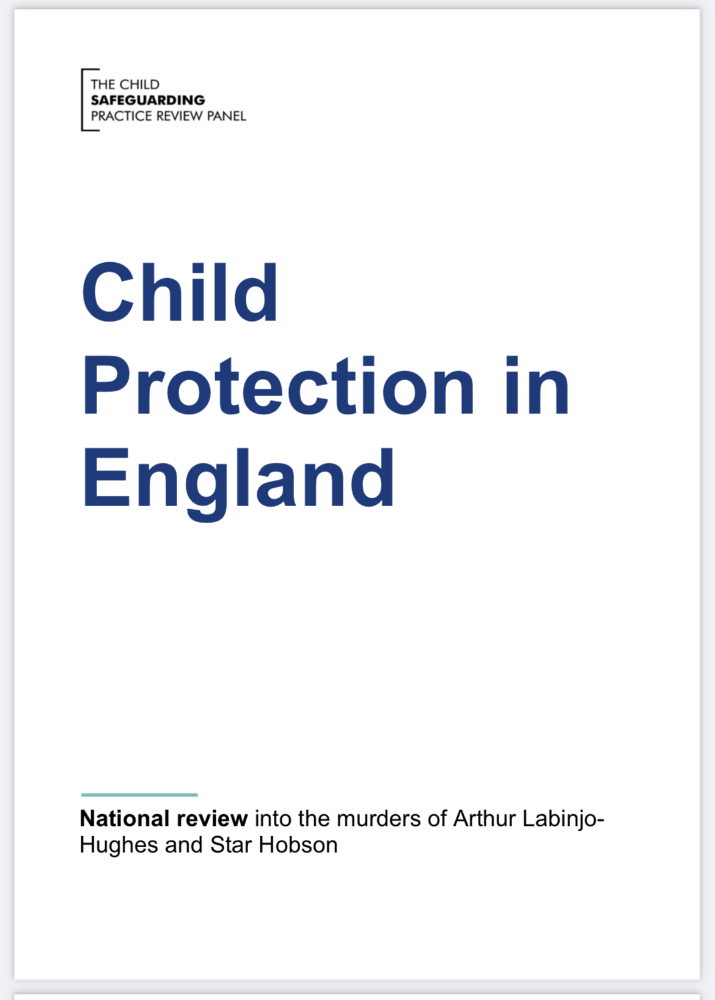 THE CHILD
SAFEGUARDING
PRACTICE REVIEW PANEL
Child
Protection in
England
National review into the murders of Arthur Labinjo-
Hughes and Star Hobson